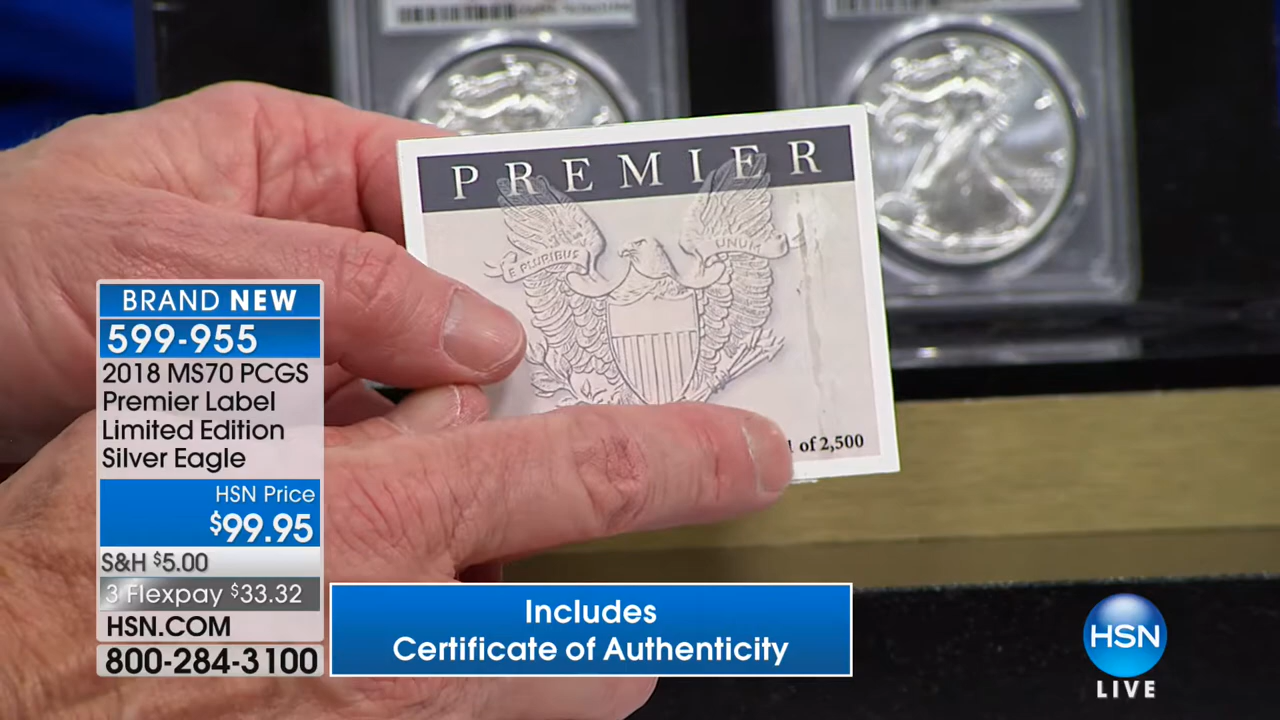 PREMIER
E PLURIBUS
UNUM
1 of 2,500
BRAND NEW
599-955
2018 MS70 PCGS
Premier Label
Limited Edition
Silver Eagle
HSN Price
$99.95
S&H $5.00
3 Flexpay $33.32
HSN.COM
800-284-3100
Includes
Certificate of Authenticity
HSN
LIVE